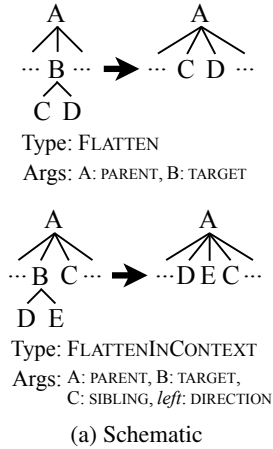 A A
... B ... ... C D ...
C D
Type: FLATTEN
Args: A: PARENT, B: TARGET
A A
... B C ... ... D E C ...
D E
Type: FLATTENINCONTEXT
Args: A: PARENT, B: TARGET,
C: SIBLING, left: DIRECTION
(a) Schematic